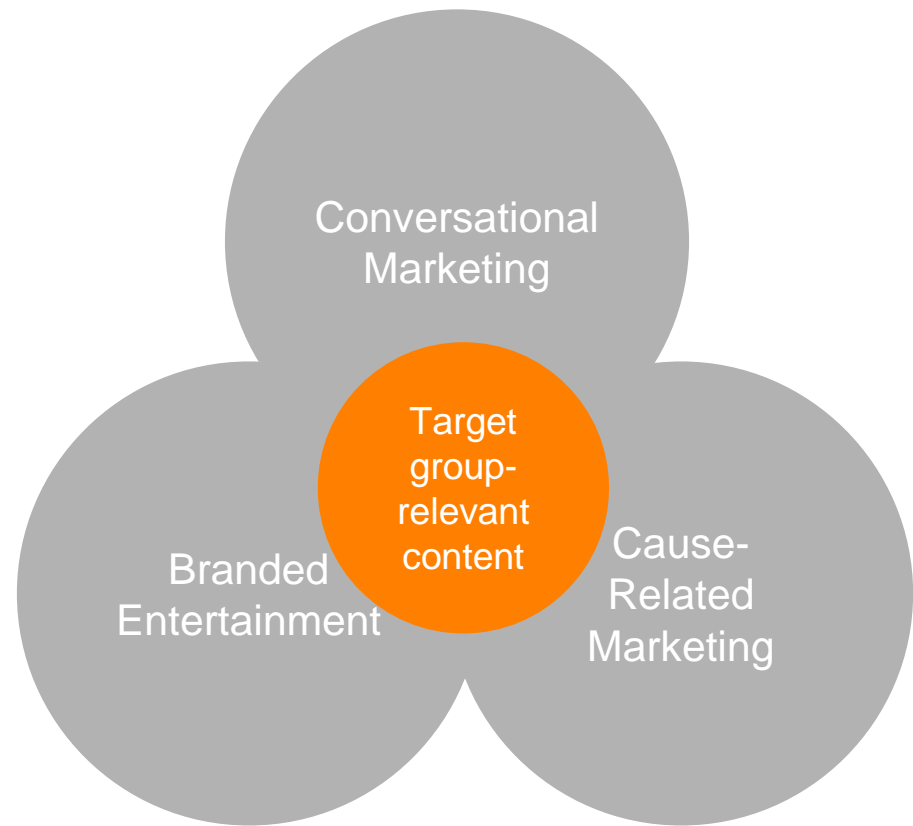 Conversational
Marketing
Target
group-
relevant
content
Branded
Entertainment
Cause-
Related
Marketing